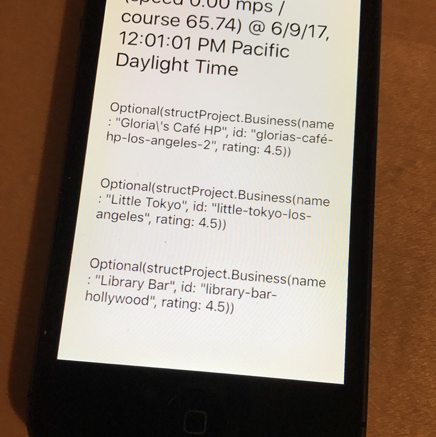 (speed 0.00 mps /
course 65.74) @ 6/9/17,
12:01:01 PM Pacific
Daylight Time
Optional(structProject.Business(name
: "Gloria\'s Café HP", id: "glorias-café-
hp-los-angeles-2", rating: 4.5))
Optional(structProject.Business(name
: "Little Tokyo", id: "little-tokyo-los-
angeles", rating: 4.5))
Optional(structProject.Business(name
: "Library Bar", id: "library-bar-
hollywood", rating: 4.5))